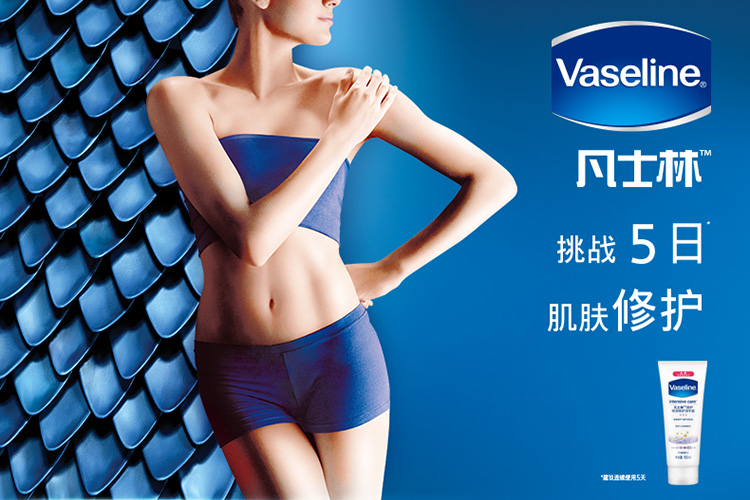 Vaseline®
凡士林™
挑战 5 日*
肌肤修护
Vaseline
intensive care™
*建议连续使用5天